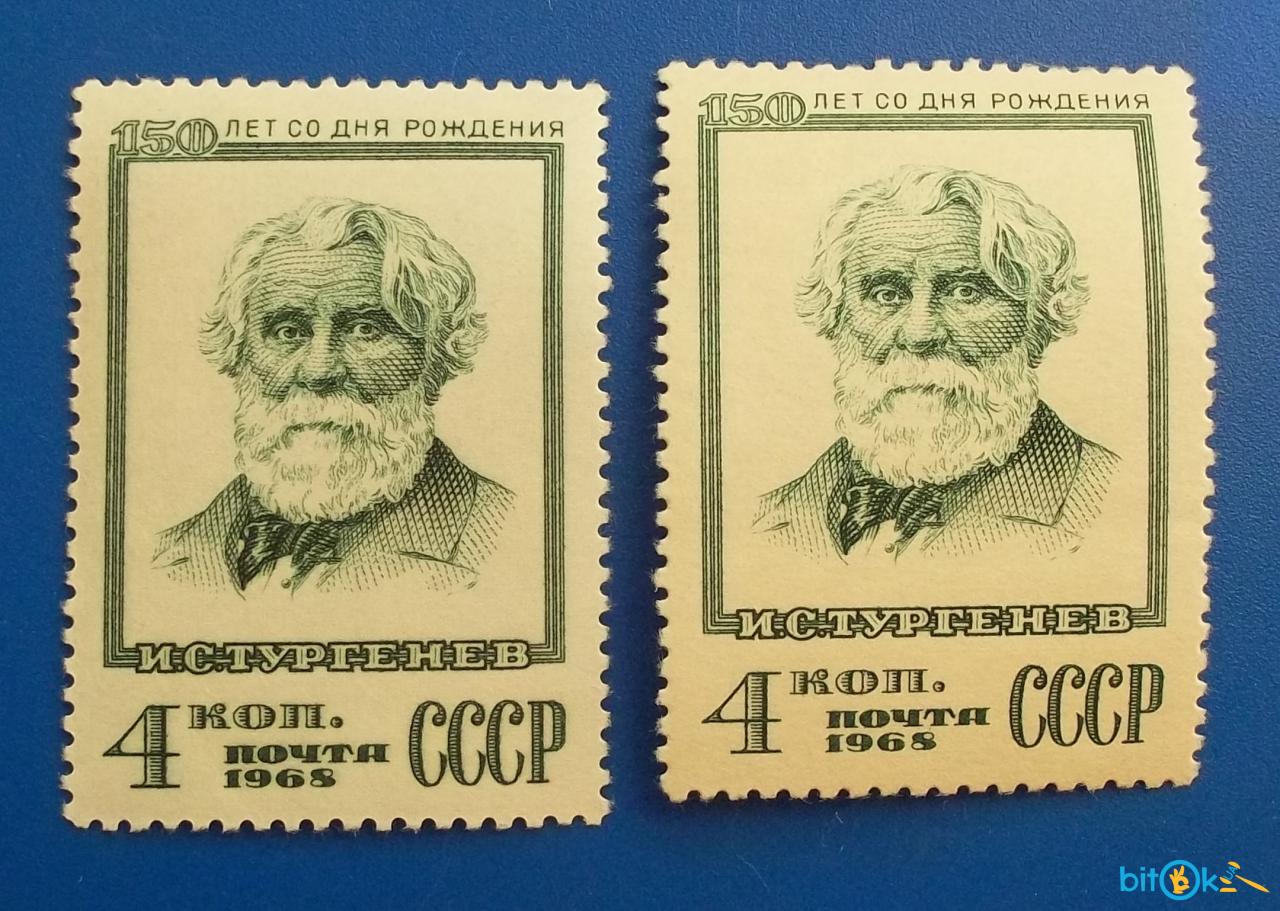 150 ЛЕТ СО ДНЯ РОЖДЕНИЯ
И.С.ТУРГЕНЕВ
4 КОП.
ПОЧТА
1968
СССР
150 ЛЕТ СО ДНЯ РОЖДЕНИЯ
И.С.ТУРГЕНЕВ
4 КОП.
ПОЧТА
1968
СССР
bitOk UA